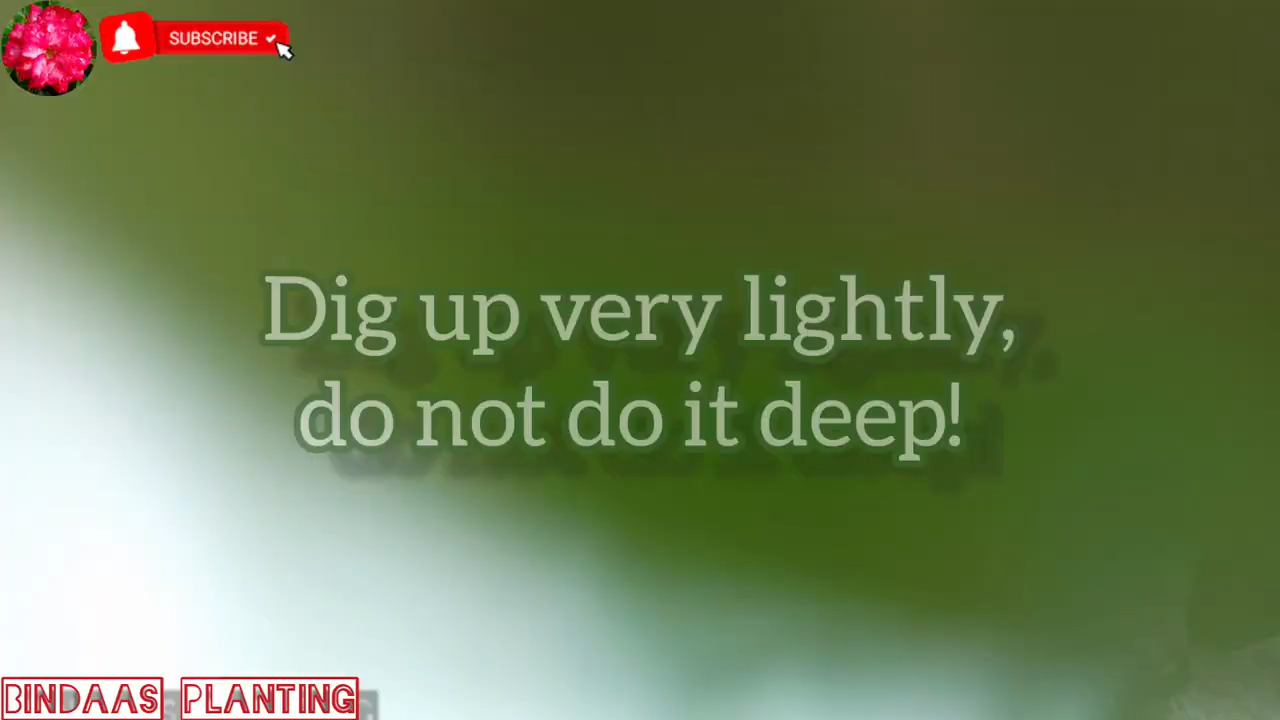 SUBSCRIBE
Dig up very lightly,
do not do it deep!
BINDAAS PLANTING